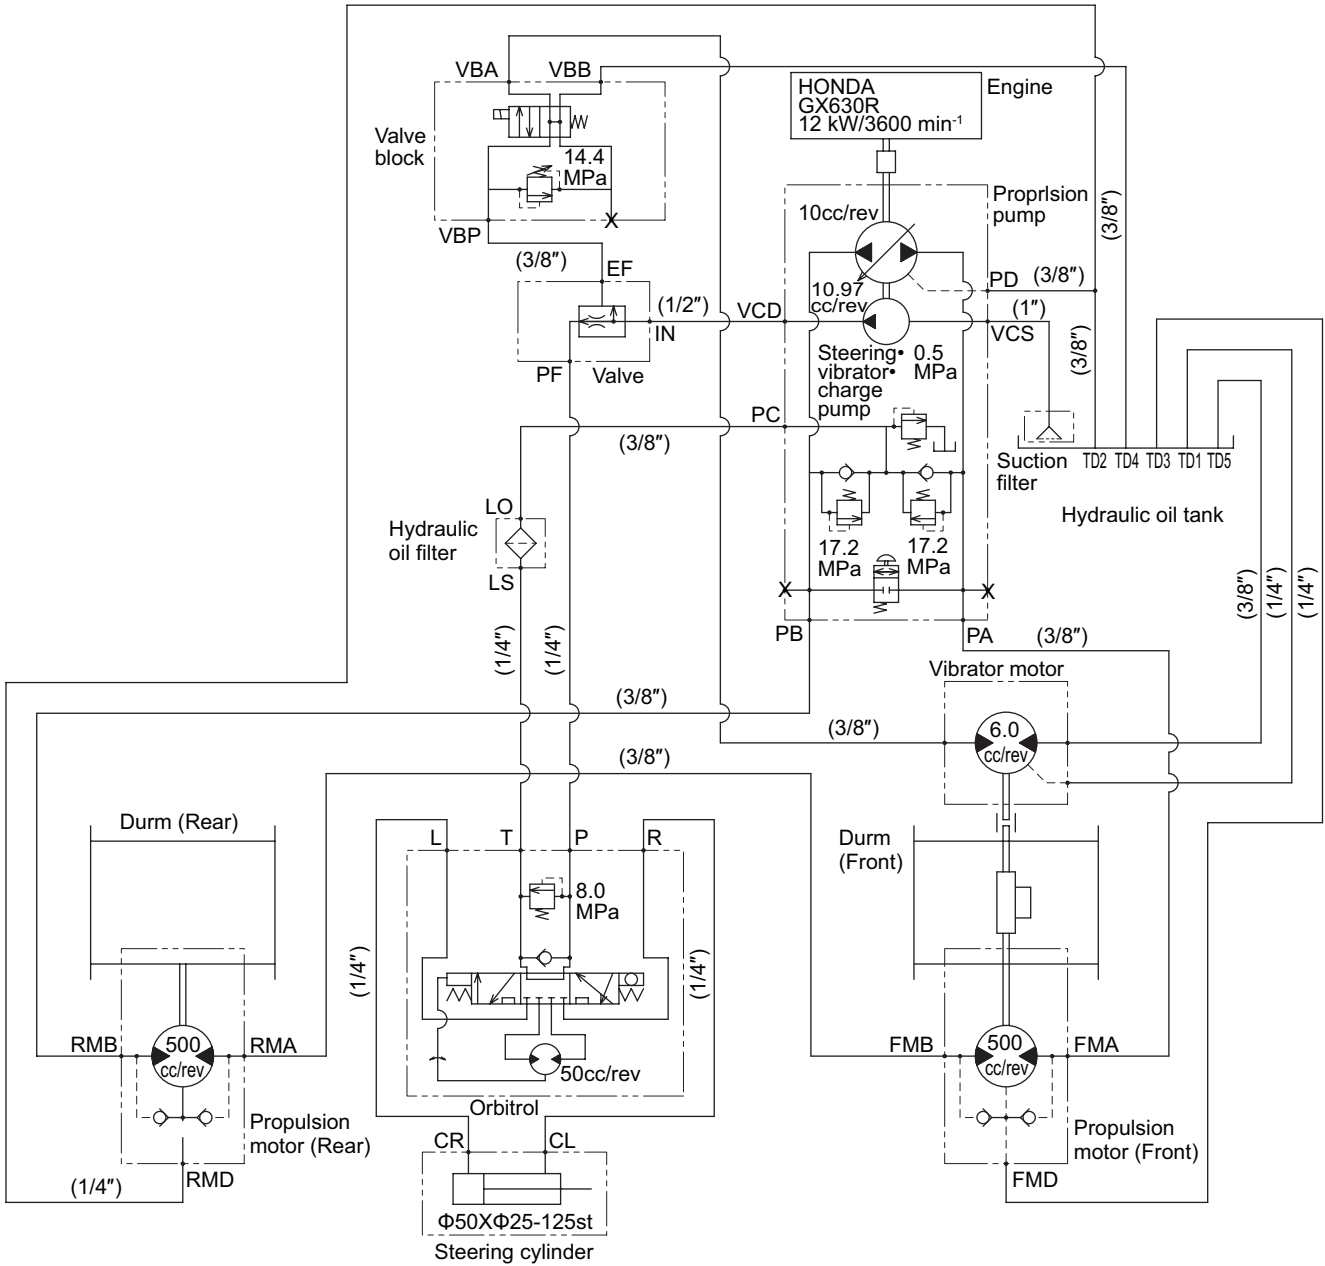 VBA
VBB
HONDA
GX630R
12 kW/3600 min-1
Engine
Valve
block
14.4
MPa
Proprlsion
pump
10cc/rev
VBP
(3/8″)
(3/8″)
EF
PD
(3/8″)
10.97
cc/rev
(1/2″)
VCD
(1″)
IN
VCS
(3/8″)
Steering•
vibrator•
charge
pump
0.5
MPa
PF
Valve
PC
(3/8″)
Suction
filter
TD2
TD4
TD3
TD1
TD5
LO
Hydraulic
oil filter
LS
Hydraulic oil tank
17.2
MPa
17.2
MPa
(3/8″)
(1/4″)
(1/4″)
PB
PA
(3/8″)
(1/4″)
(1/4″)
Vibrator motor
(3/8″)
(3/8″)
6.0
cc/rev
(3/8″)
Durm (Rear)
L
T
P
R
Durm
(Front)
8.0
MPa
(1/4″)
(1/4″)
RMB
500
cc/rev
RMA
FMB
500
cc/rev
FMA
50cc/rev
Orbitrol
Propulsion
motor (Rear)
Propulsion
motor (Front)
CR
CL
RMD
FMD
(1/4″)
Φ50XΦ25-125st
Steering cylinder